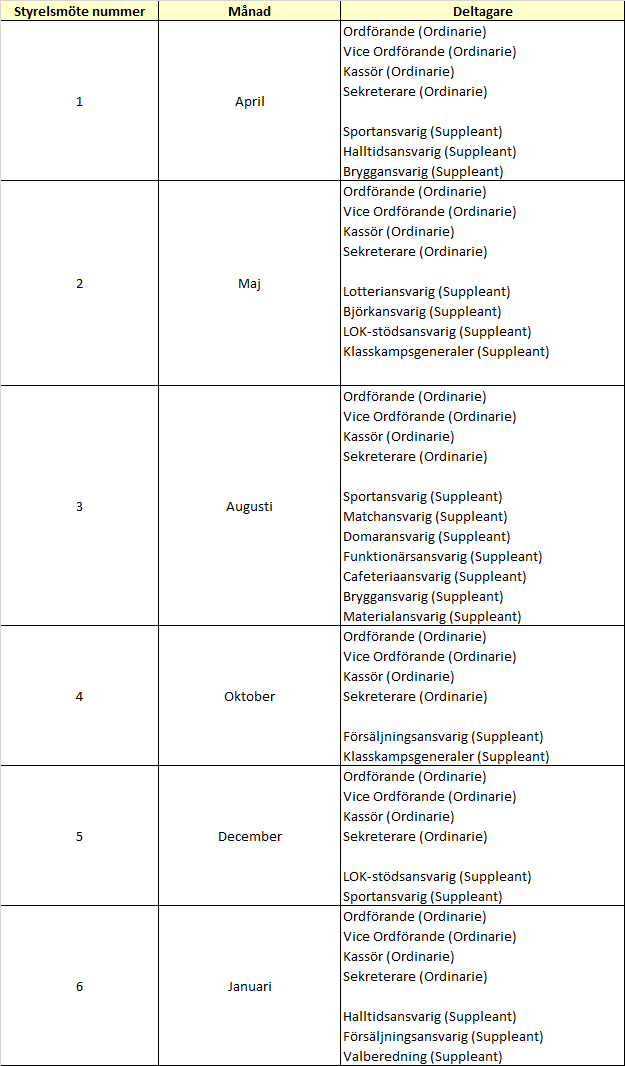 Styrelsmöte nummer Månad Deltagare
1 April
Ordförande (Ordinarie)
Vice Ordförande (Ordinarie)
Kassör (Ordinarie)
Sekreterare (Ordinarie)
Sportansvarig (Suppleant)
Halltidsansvarig (Suppleant)
Bryggansvarig (Suppleant)
2 Maj
Ordförande (Ordinarie)
Vice Ordförande (Ordinarie)
Kassör (Ordinarie)
Sekreterare (Ordinarie)
Lotteriansvarig (Suppleant)
Björkansvarig (Suppleant)
LOK-stödsansvarig (Suppleant)
Klasskampsgeneraler (Suppleant)
3 Augusti
Ordförande (Ordinarie)
Vice Ordförande (Ordinarie)
Kassör (Ordinarie)
Sekreterare (Ordinarie)
Sportansvarig (Suppleant)
Matchansvarig (Suppleant)
Domaransvarig (Suppleant)
Funktionärsansvarig (Suppleant)
Cafeteriaansvarig (Suppleant)
Bryggansvarig (Suppleant)
Materialansvarig (Suppleant)
4 Oktober
Ordförande (Ordinarie)
Vice Ordförande (Ordinarie)
Kassör (Ordinarie)
Sekreterare (Ordinarie)
Försäljningsansvarig (Suppleant)
Klasskampsgeneraler (Suppleant)
5 December
Ordförande (Ordinarie)
Vice Ordförande (Ordinarie)
Kassör (Ordinarie)
Sekreterare (Ordinarie)
LOK-stödsansvarig (Suppleant)
Sportansvarig (Suppleant)
6 Januari
Ordförande (Ordinarie)
Vice Ordförande (Ordinarie)
Kassör (Ordinarie)
Sekreterare (Ordinarie)
Halltidsansvarig (Suppleant)
Försäljningsansvarig (Suppleant)
Valberedning (Suppleant)